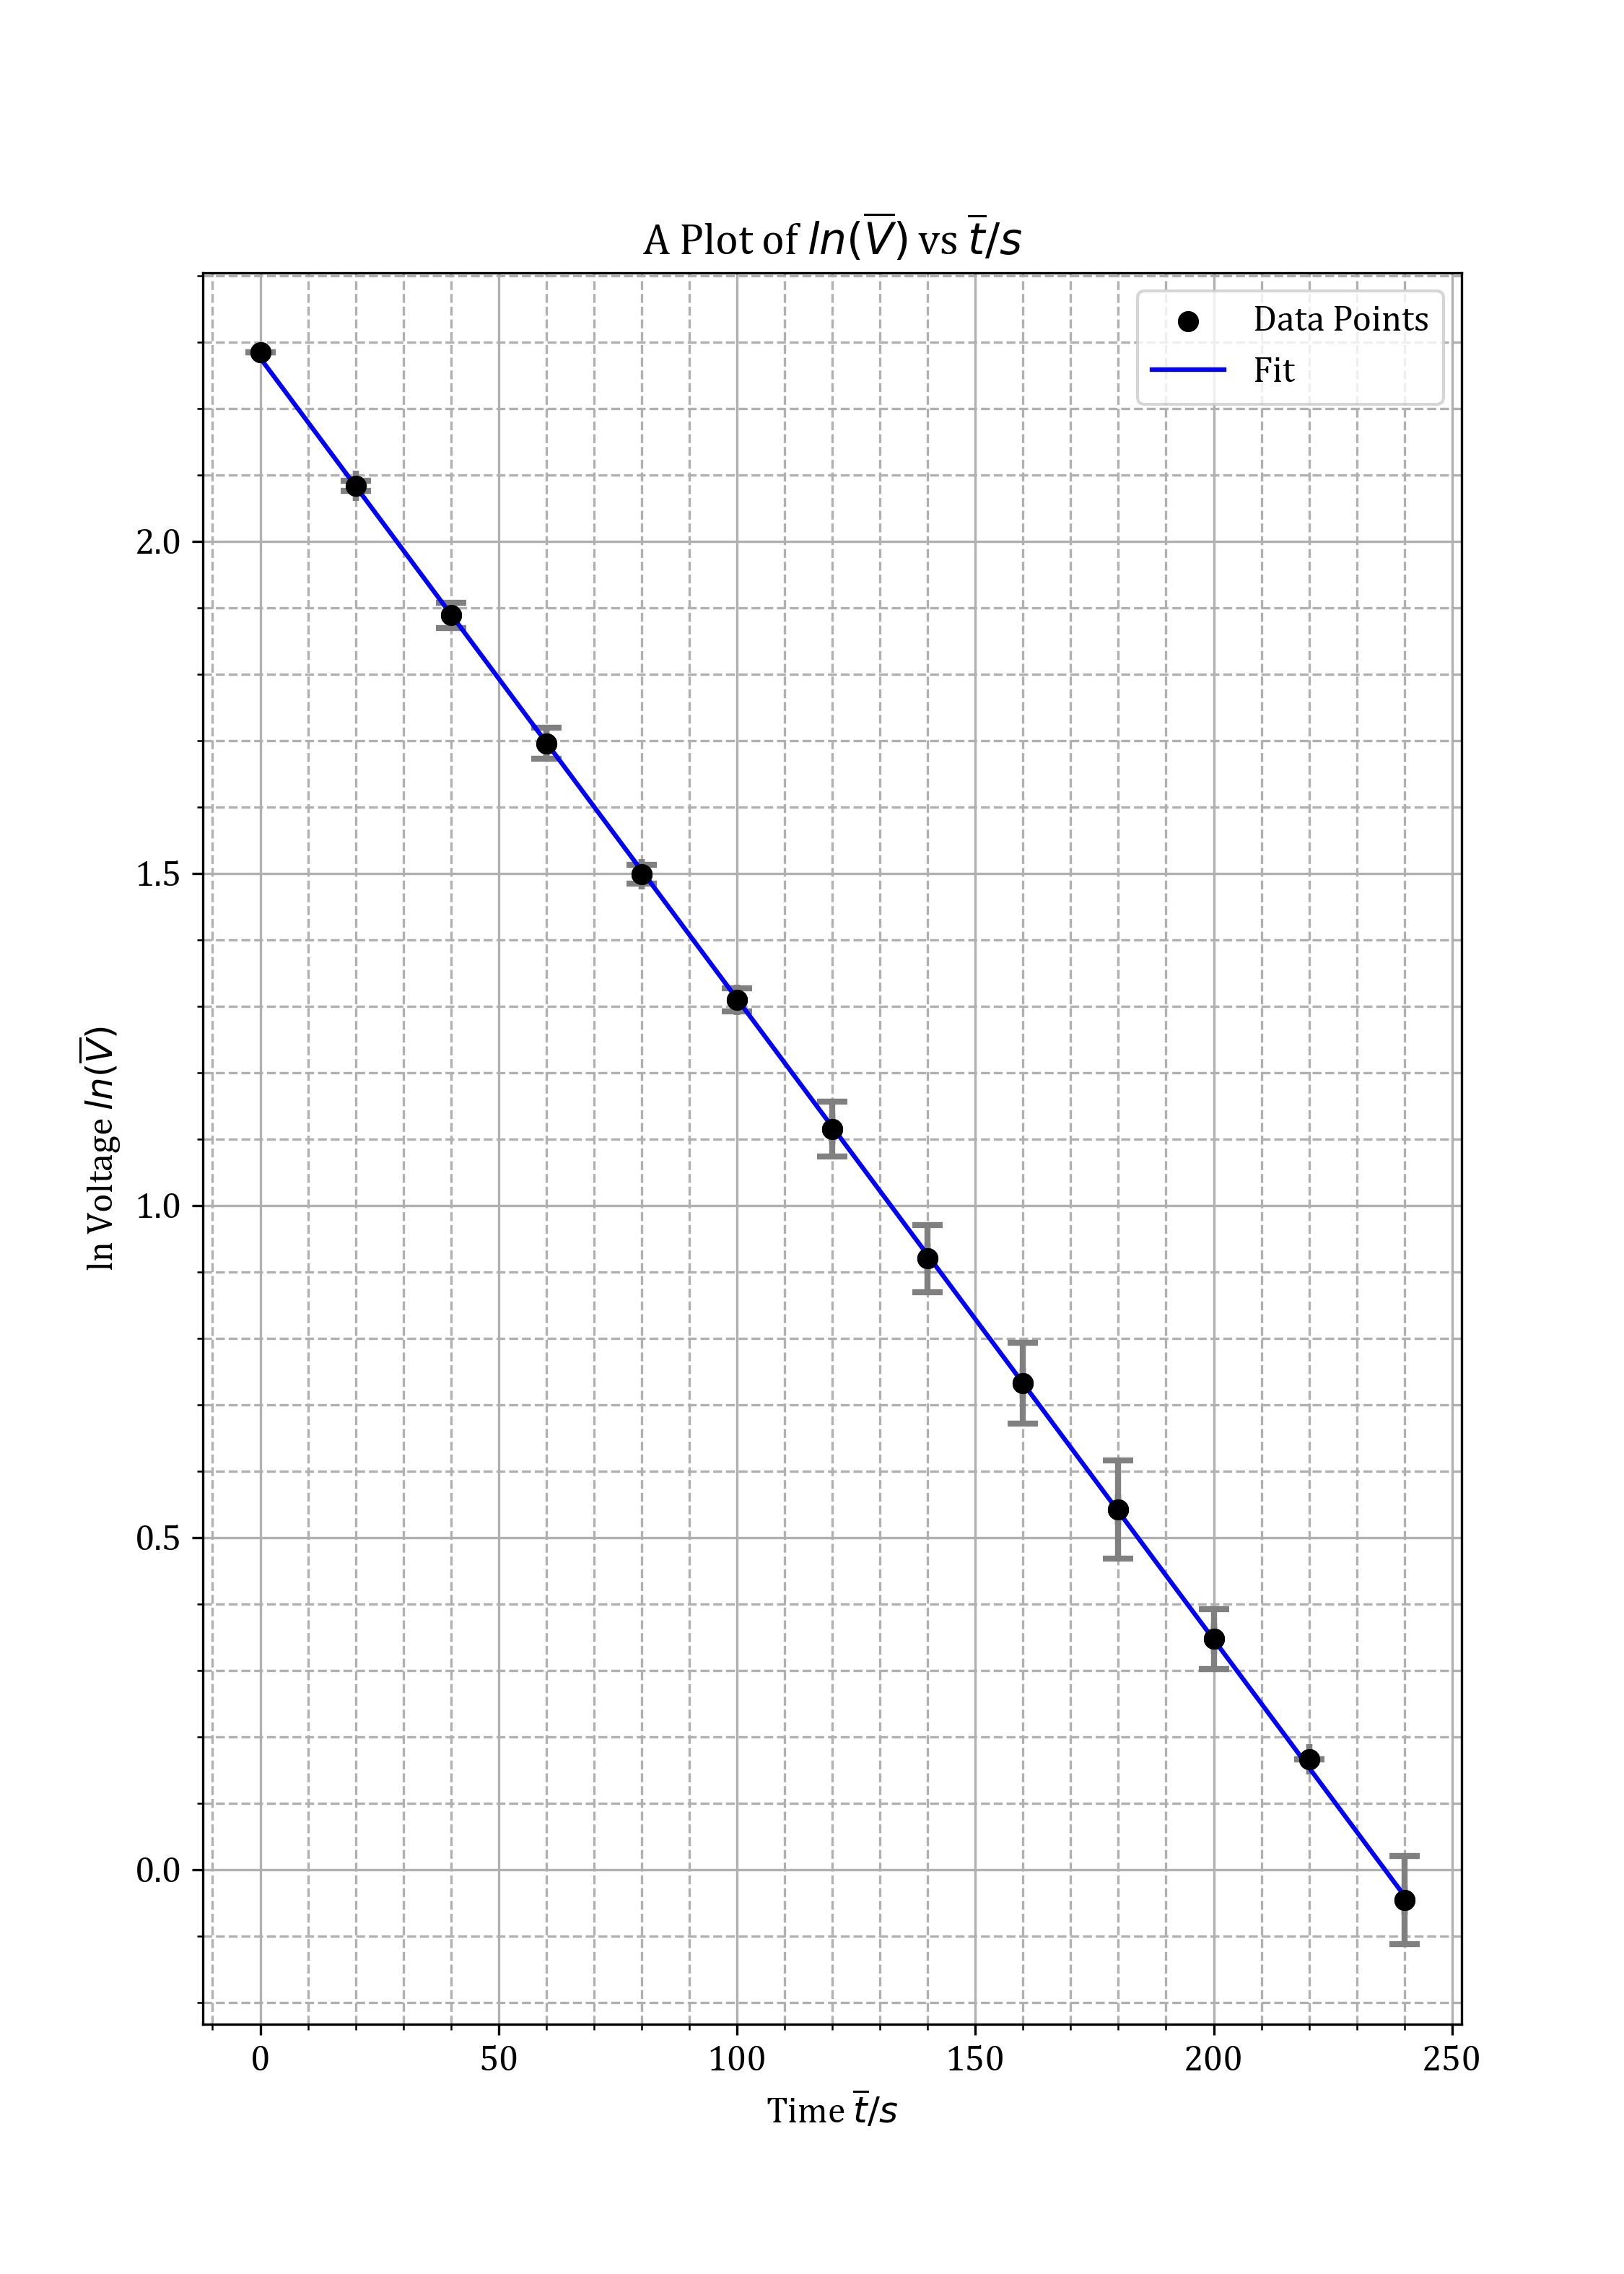 A Plot of ln(V̅) vs t̅/s
Data Points
Fit
ln Voltage ln(V̅)
2.0
1.5
1.0
0.5
0.0
0 50 100 150 200 250
Time t̅/s